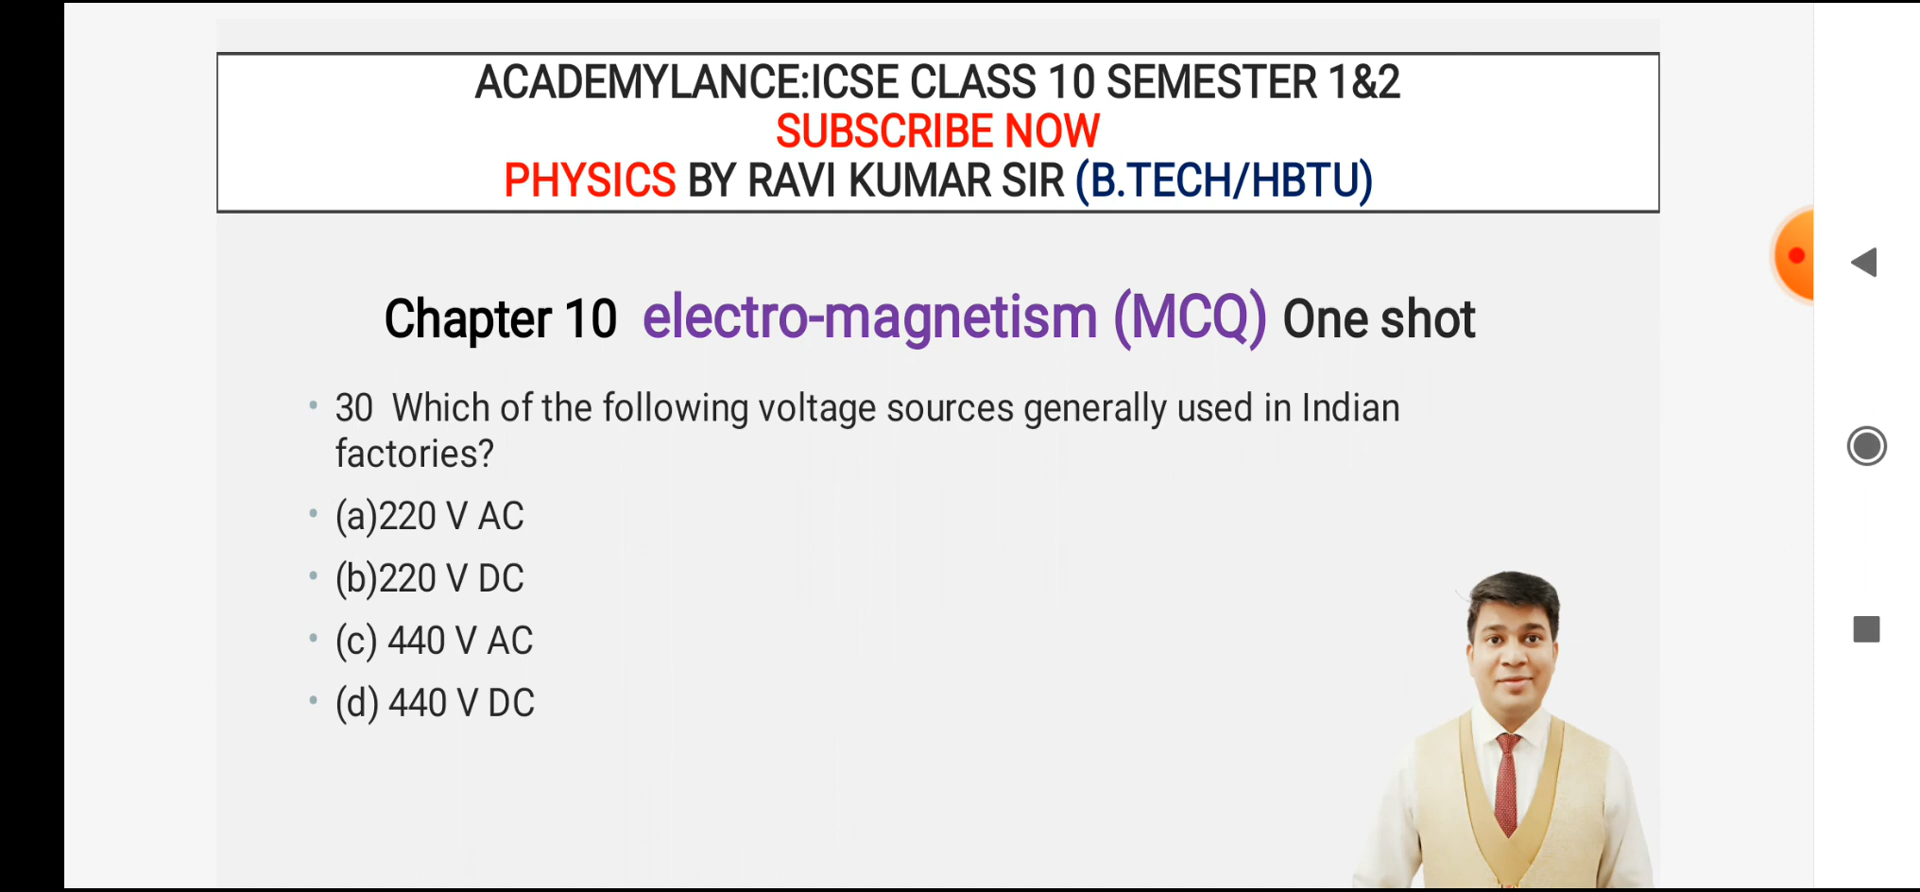 ACADEMYLANCE:ICSE CLASS 10 SEMESTER 1&2
SUBSCRIBE NOW
PHYSICS BY RAVI KUMAR SIR (B.TECH/HBTU)
Chapter 10 electro-magnetism (MCQ) One shot
• 30 Which of the following voltage sources generally used in Indian
factories?
• (a)220 V AC
• (b)220 V DC
• (c) 440 V AC
• (d) 440 V DC